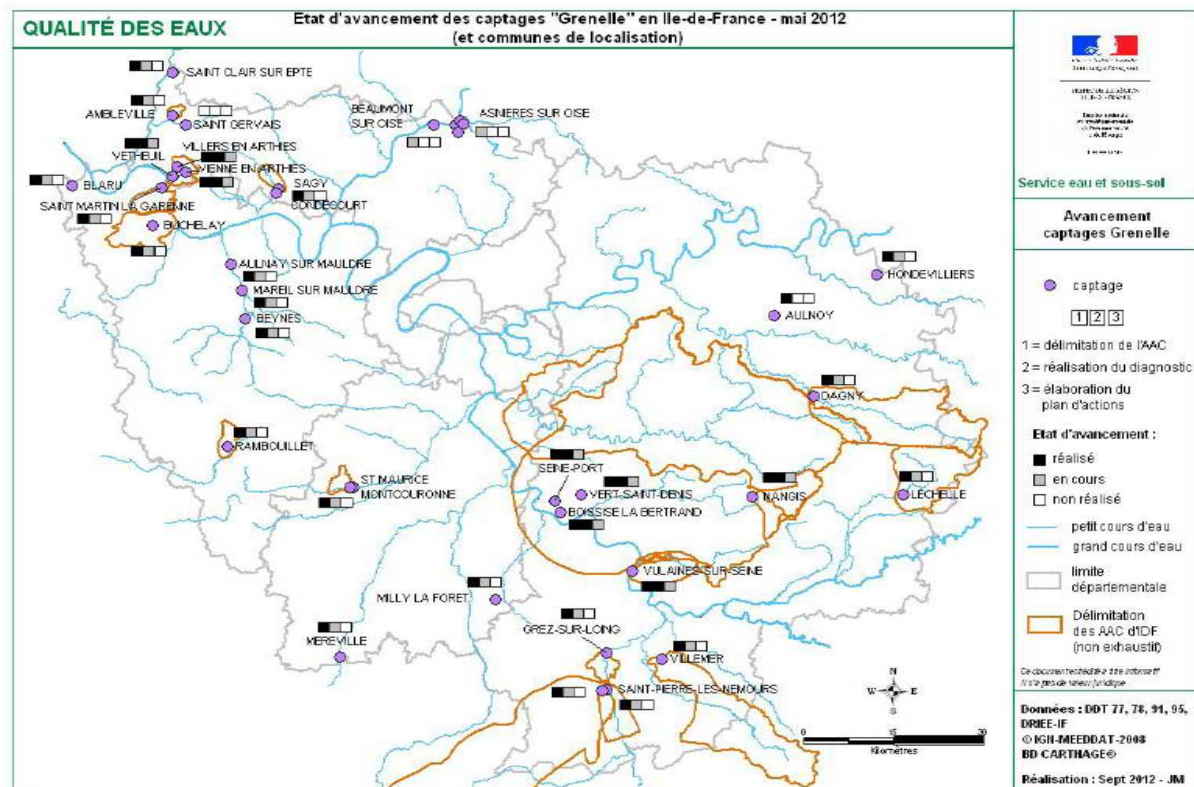 QUALITÉ DES EAUX
Etat d'avancement des captages "Grenelle" en Ile-de-France - mai 2012
(et communes de localisation)
SAINT CLAIR SUR EPTE
AMBLEVILLE
SAINT GERVAIS
BEAUMONT
SUR OISE
ASNIERES SUR OISE
VILLERS EN ARTHIES
VETHEUIL
VIENNE EN ARTHIES
BLARU
SAGY
CONDECOURT
SAINT MARTIN LA GARENNE
BUCHELAY
AULNAY SUR MAULDRE
HONDEVILLIERS
MAREIL SUR MAULDRE
AULNOY
BEYNES
DAGNY
RAMBOUILLET
SEINE-PORT
ST MAURICE
MONTCOURONNE
VERT-SAINT-DENIS
NANGIS
LÉCHELLE
BOISSISE LA BERTRAND
VULAINES-SUR-SEINE
MILLY LA FORET
GREZ-SUR-LOING
MEREVILLE
VILLEMER
SAINT-PIERRE-LES-NEMOURS
N
W E
S
0 15 30
Kilomètres
Service eau et sous-sol
Avancement
captages Grenelle
captage
1 2 3
1 = délimitation de l'AAC
2 = réalisation du diagnostic
3 = élaboration du
plan d'actions
Etat d'avancement :
réalisé
en cours
non réalisé
petit cours d'eau
grand cours d'eau
limite
départementale
Délimitation
des AAC d'IDF
(non exhaustif)
Données : DDT 77, 78, 91, 95,
DRIEE-IF
© IGN-MEEDDAT-2008
BD CARTHAGE®
Réalisation : Sept 2012 - JM